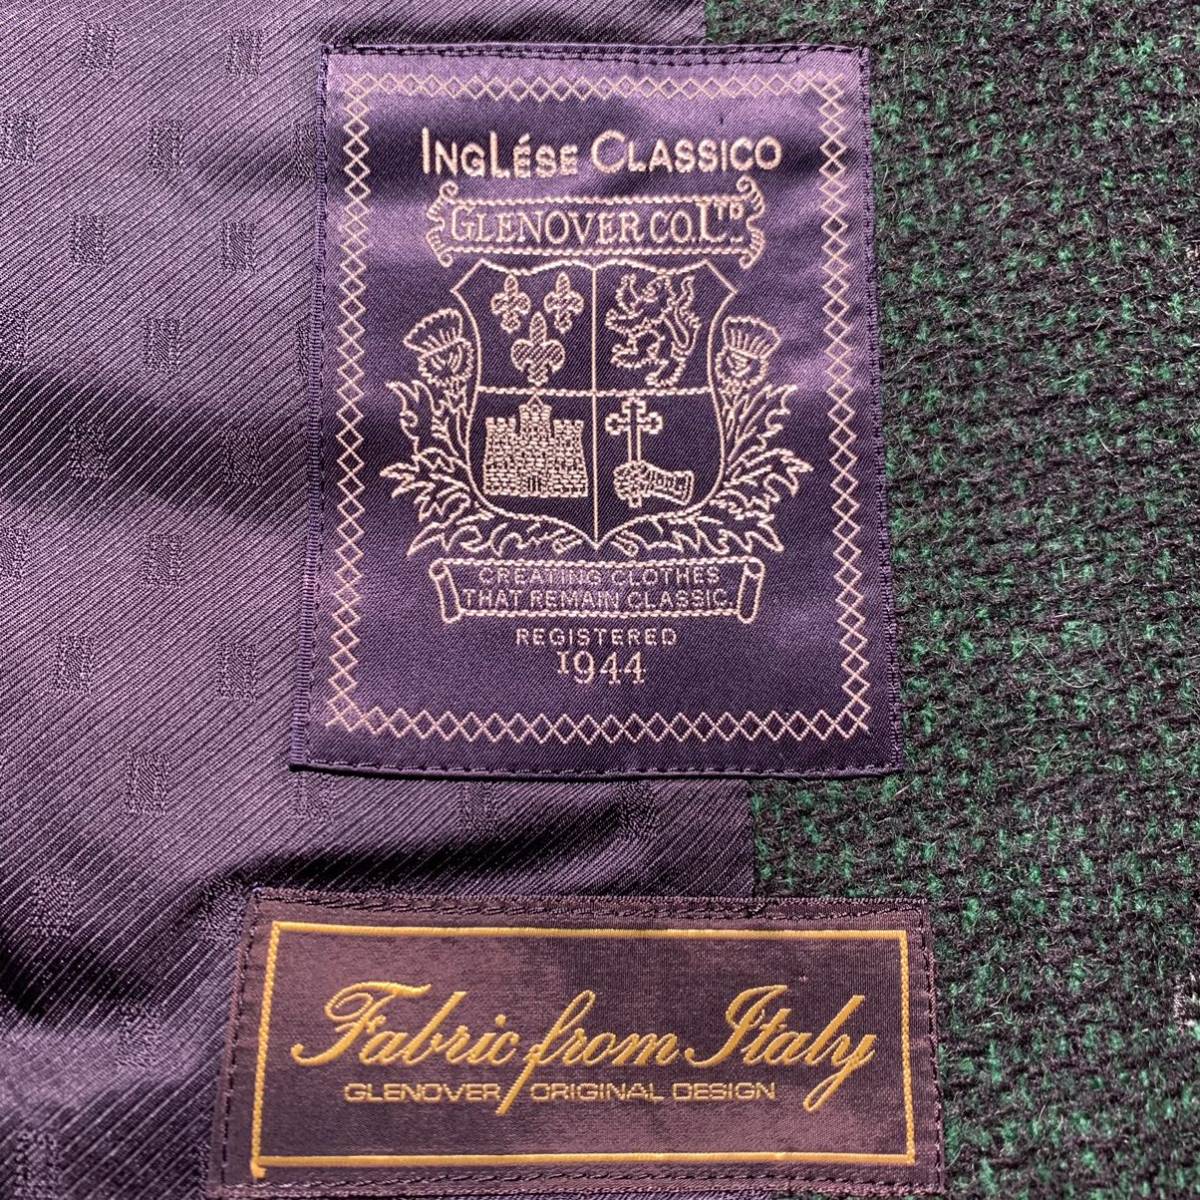 INGLÉSE CLASSICO
GLENOVER CO. LTD
CREATING CLOTHES
THAT REMAIN CLASSIC.
REGISTERED
1944
Fabric from Italy
GLENOVER ORIGINAL DESIGN